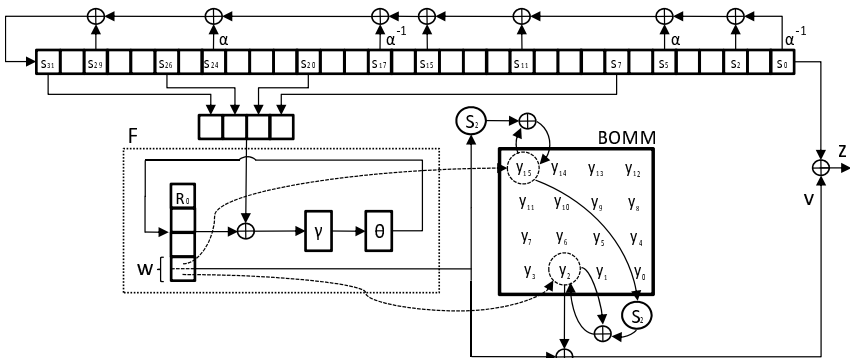 α α⁻¹ α α⁻¹
S₃₁ S₂₉ S₂₆ S₂₄ S₂₀ S₁₇ S₁₅ S₁₁ S₇ S₅ S₂ S₀
F S₂ BOMM Z
y₁₅ y₁₄ y₁₃ y₁₂
R₀ V
y₁₁ y₁₀ y₉ y₈
γ θ
y₇ y₆ y₅ y₄
W y₃ y₂ y₁ y₀
S₂